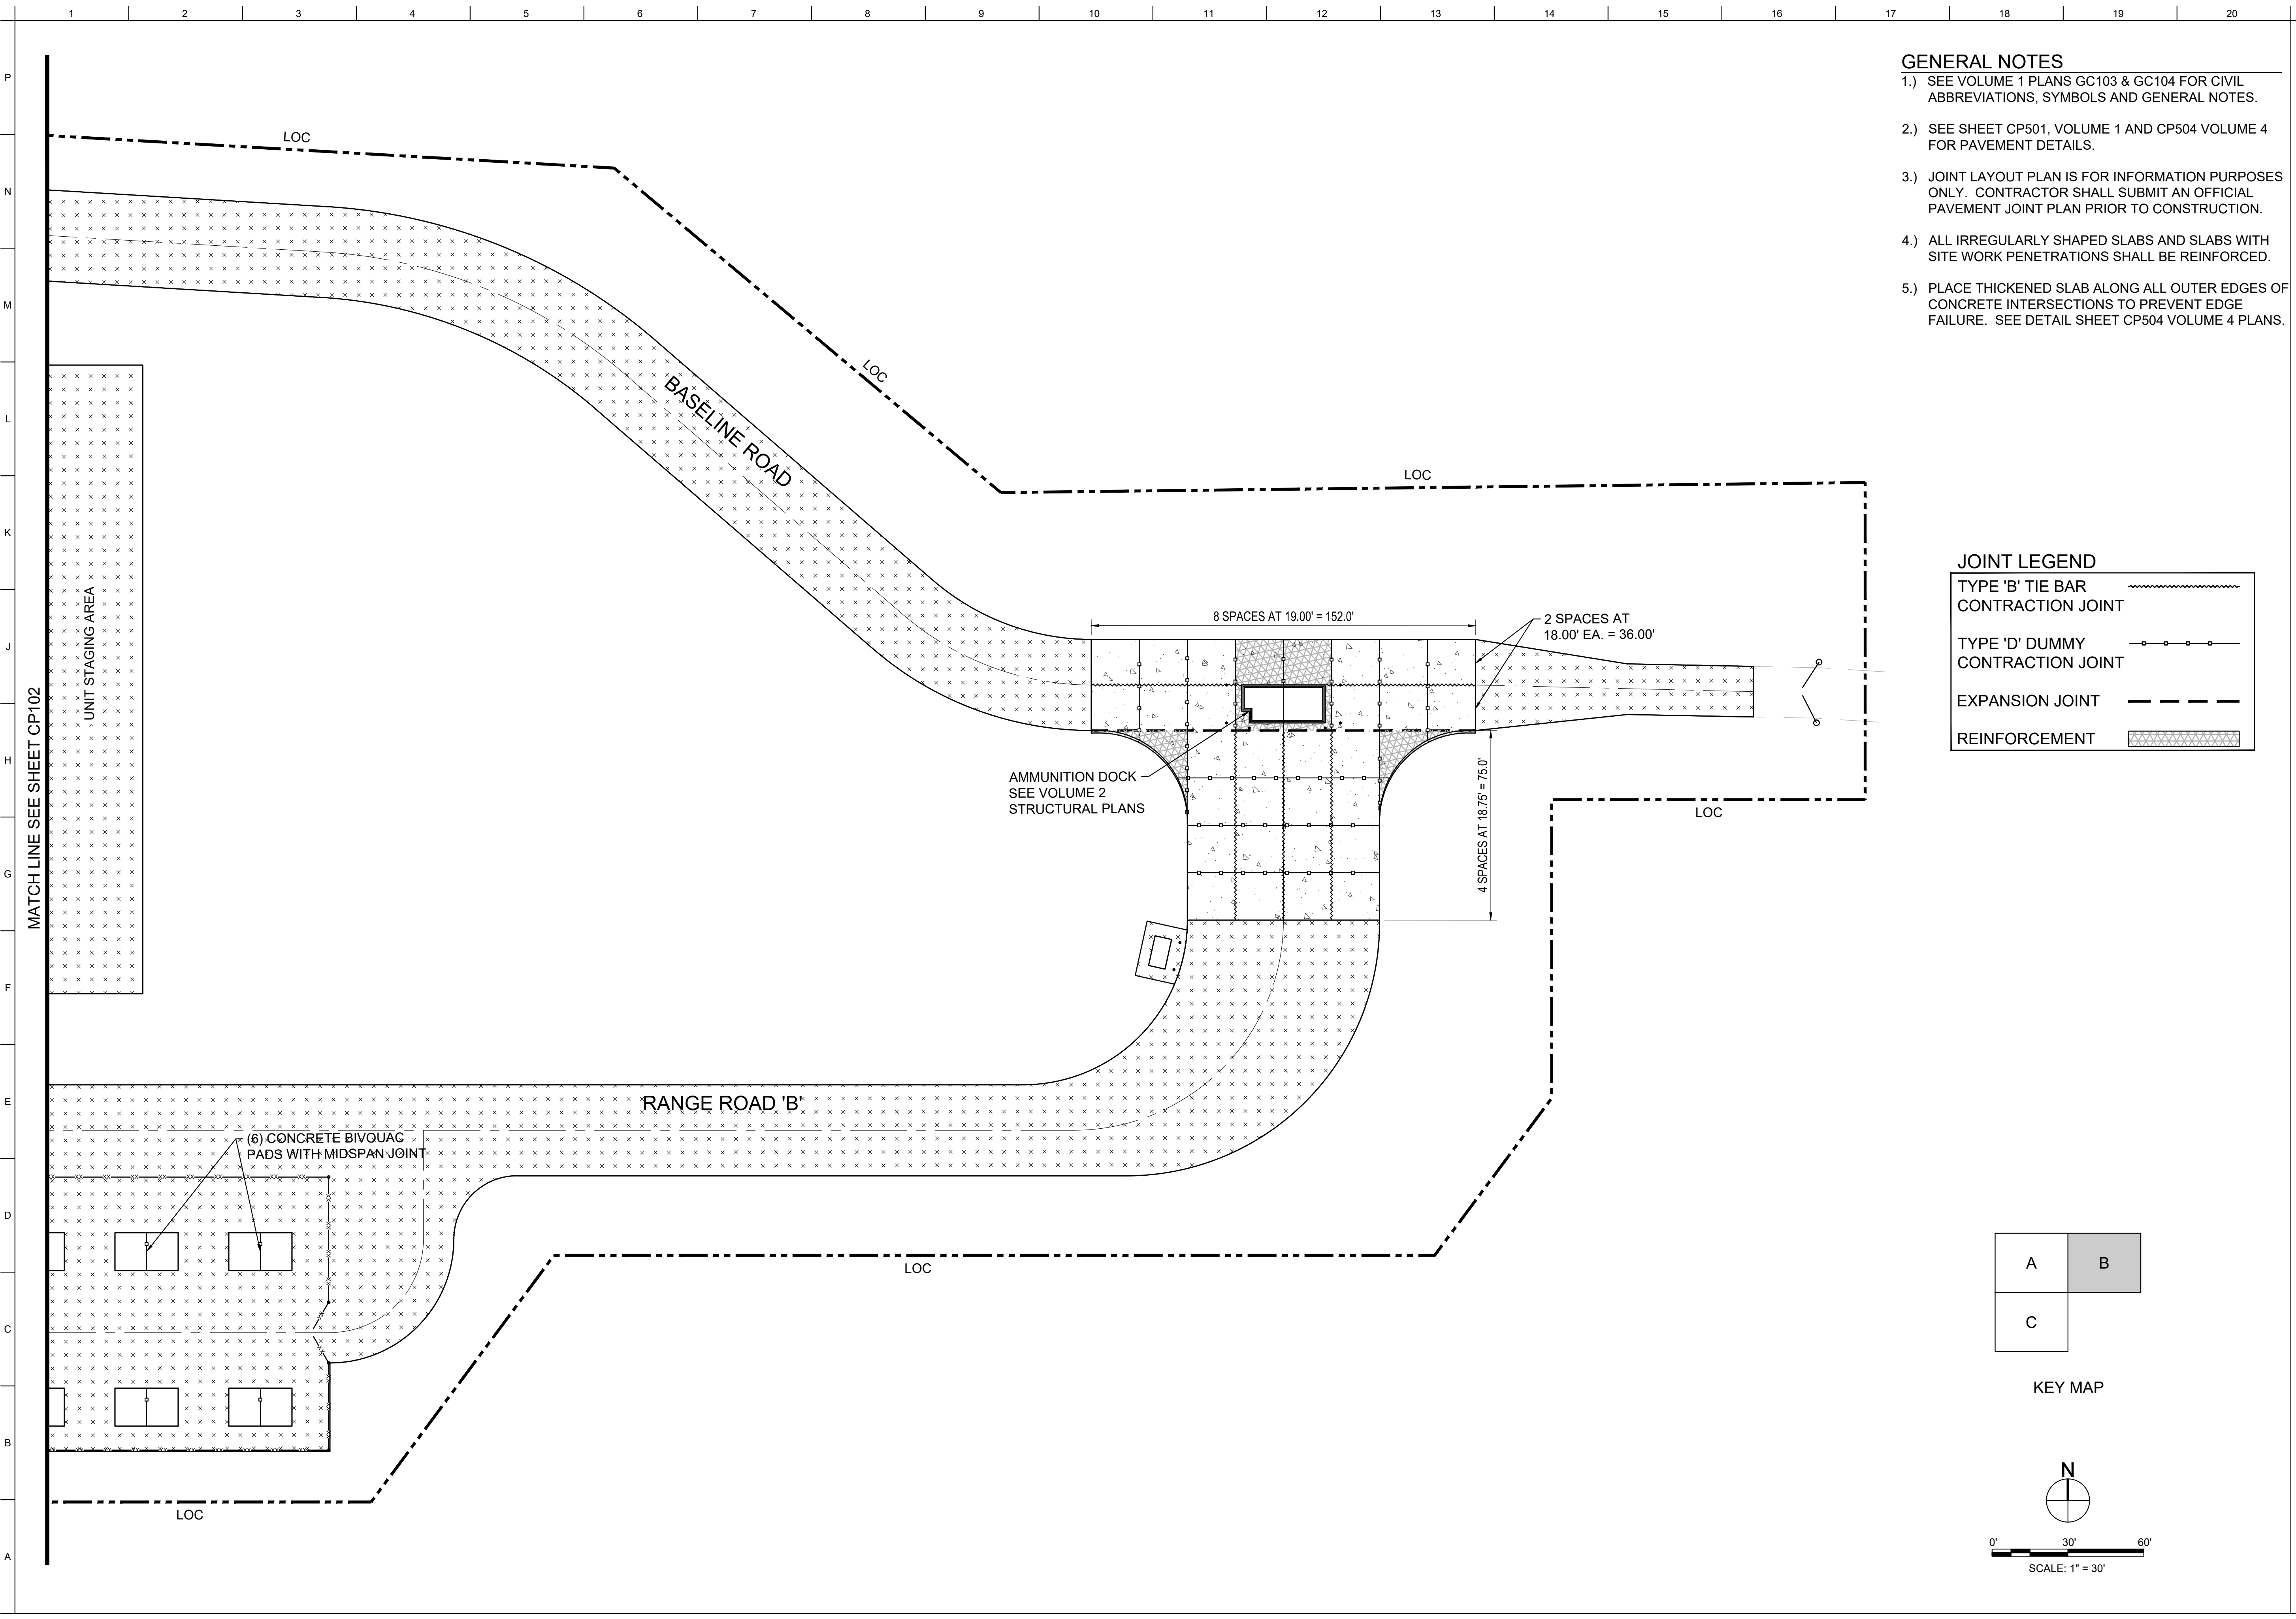 1 2 3 4 5 6 7 8 9 10 11 12 13 14 15 16 17 18 19 20
P
N
M
L
K
J
H
G
F
E
D
C
B
A
GENERAL NOTES
1.) SEE VOLUME 1 PLANS GC103 & GC104 FOR CIVIL
ABBREVIATIONS, SYMBOLS AND GENERAL NOTES.
2.) SEE SHEET CP501, VOLUME 1 AND CP504 VOLUME 4
FOR PAVEMENT DETAILS.
3.) JOINT LAYOUT PLAN IS FOR INFORMATION PURPOSES
ONLY. CONTRACTOR SHALL SUBMIT AN OFFICIAL
PAVEMENT JOINT PLAN PRIOR TO CONSTRUCTION.
4.) ALL IRREGULARLY SHAPED SLABS AND SLABS WITH
SITE WORK PENETRATIONS SHALL BE REINFORCED.
5.) PLACE THICKENED SLAB ALONG ALL OUTER EDGES OF
CONCRETE INTERSECTIONS TO PREVENT EDGE
FAILURE. SEE DETAIL SHEET CP504 VOLUME 4 PLANS.
LOC
LOC
LOC
BASELINE ROAD
UNIT STAGING AREA
MATCH LINE SEE SHEET CP102
8 SPACES AT 19.00' = 152.0'
2 SPACES AT
18.00' EA. = 36.00'
AMMUNITION DOCK
SEE VOLUME 2
STRUCTURAL PLANS
4 SPACES AT 18.75' = 75.0'
LOC
JOINT LEGEND
TYPE 'B' TIE BAR
CONTRACTION JOINT
TYPE 'D' DUMMY
CONTRACTION JOINT
EXPANSION JOINT
REINFORCEMENT
RANGE ROAD 'B'
(6) CONCRETE BIVOUAC
PADS WITH MIDSPAN JOINT
LOC
LOC
A
B
C
KEY MAP
N
0' 30' 60'
SCALE: 1" = 30'